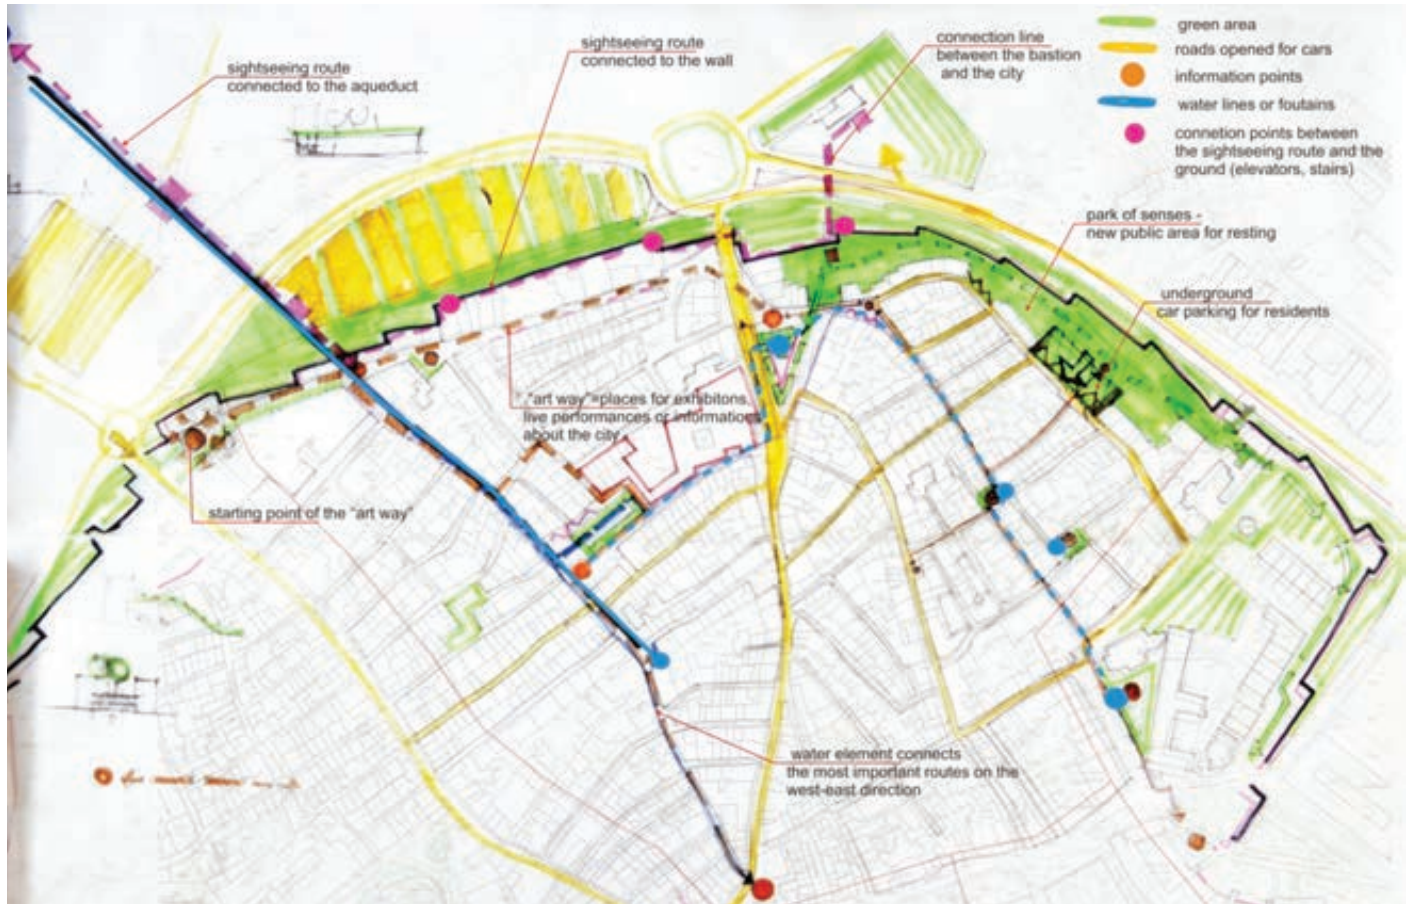 green area
roads opened for cars
information points
water lines or foutains
connetion points between
the sightseeing route and the
ground (elevators, stairs)
connection line
between the bastion
and the city
sightseeing route
connected to the wall
sightseeing route
connected to the aqueduct
park of senses -
new public area for resting
underground
car parking for residents
"art way"=places for exhibitons,
live performances or informations
about the city
starting point of the "art way"
water element connects
the most important routes on the
west-east direction